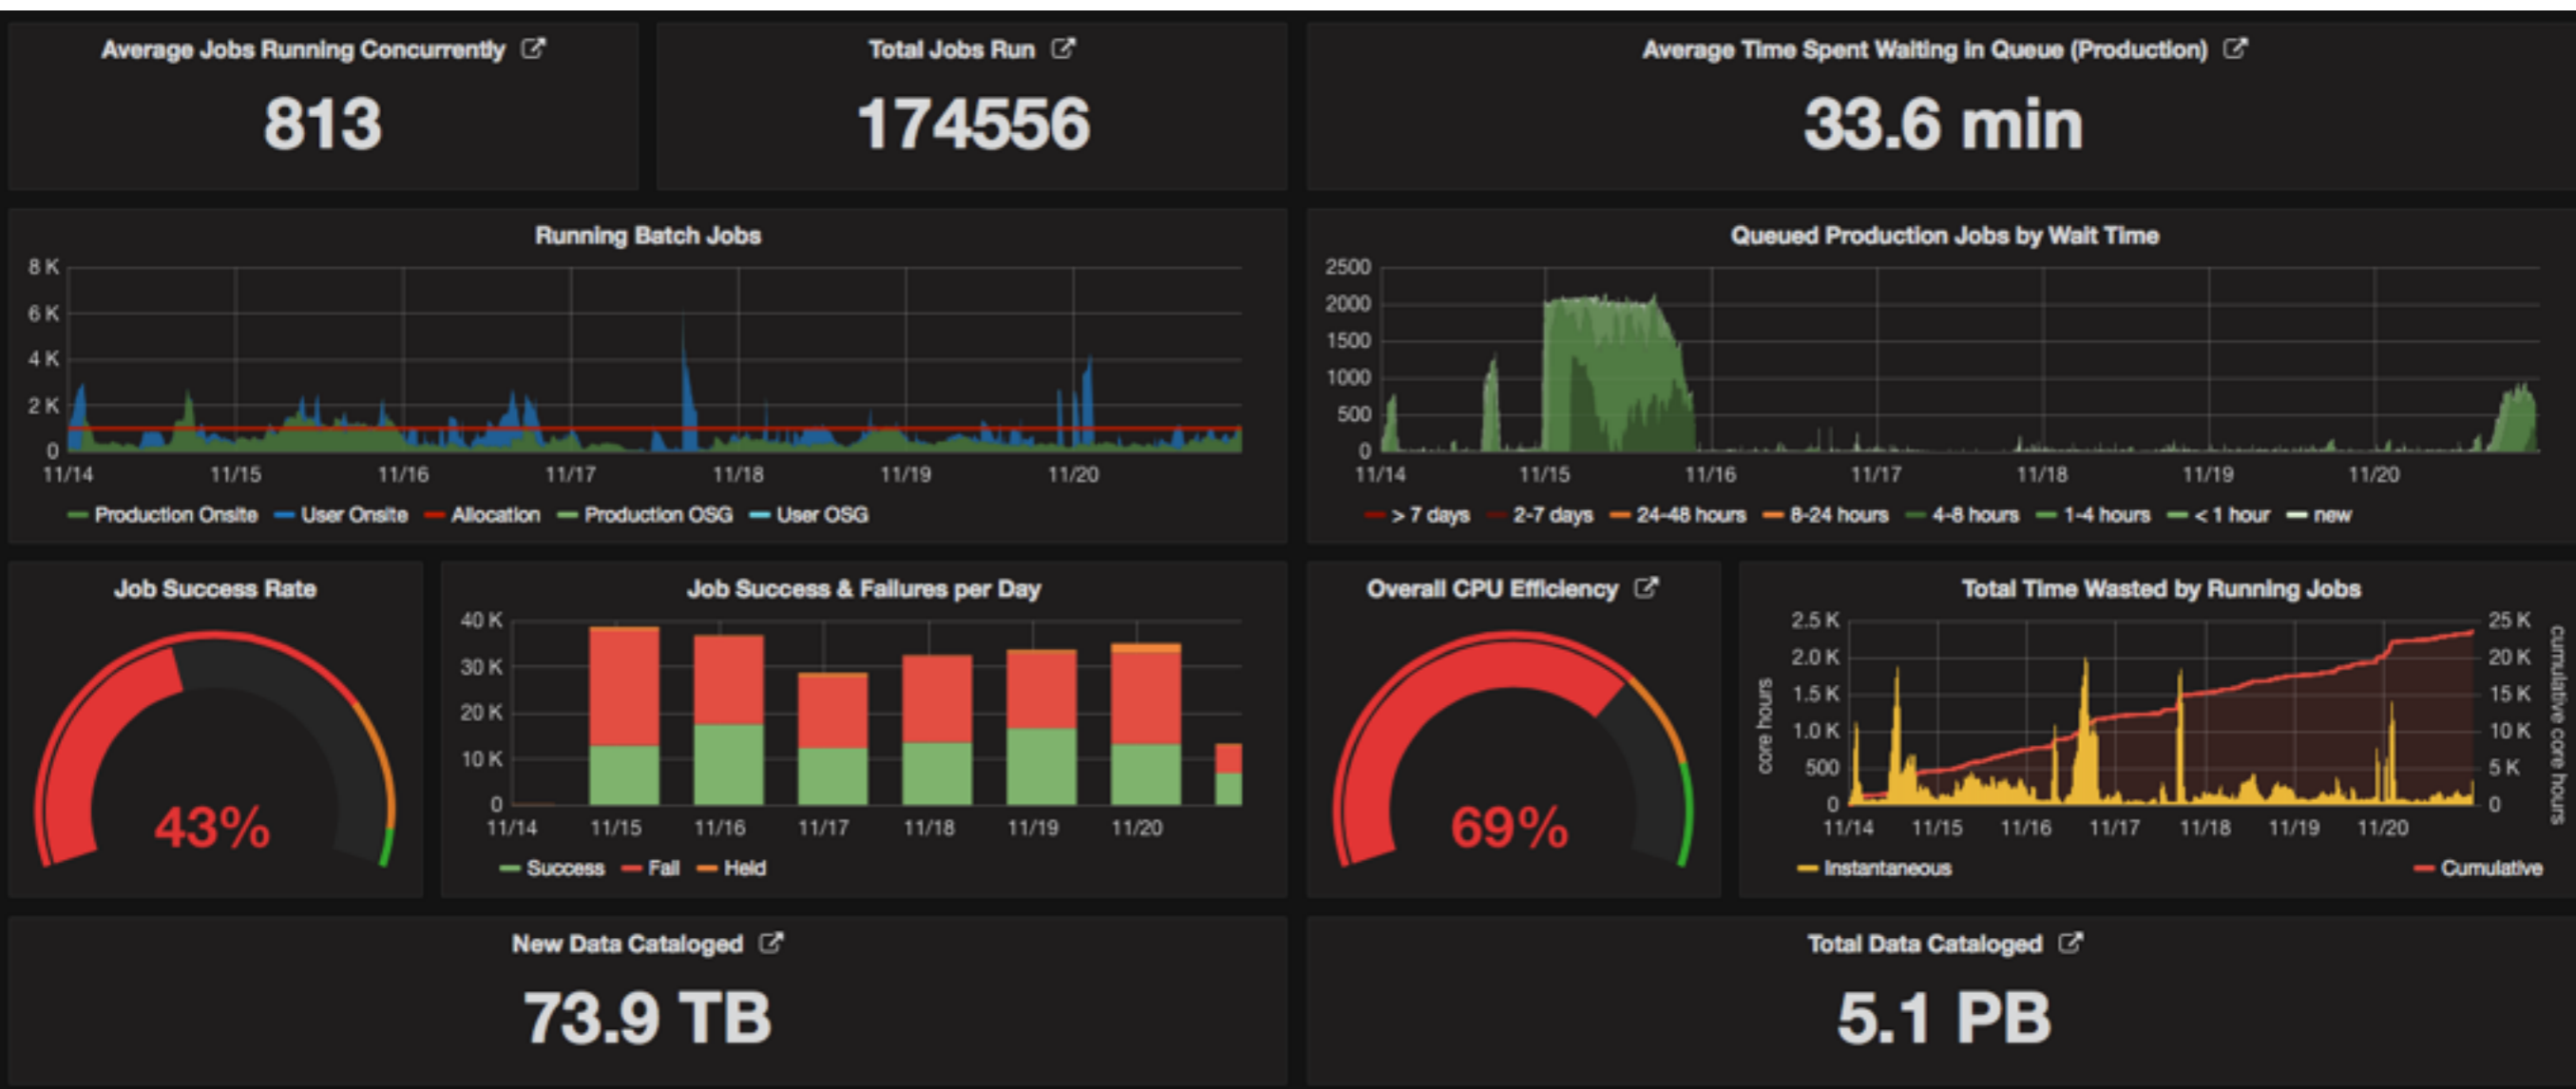 Average Jobs Running Concurrently
813
Total Jobs Run
174556
Average Time Spent Waiting in Queue (Production)
33.6 min
Running Batch Jobs
8 K
6 K
4 K
2 K
0
11/14 11/15 11/16 11/17 11/18 11/19 11/20
Production Onsite User Onsite Allocation Production OSG User OSG
Queued Production Jobs by Wait Time
2500
2000
1500
1000
500
0
11/14 11/15 11/16 11/17 11/18 11/19 11/20
> 7 days 2-7 days 24-48 hours 8-24 hours 4-8 hours 1-4 hours < 1 hour new
Job Success Rate
43%
Job Success & Failures per Day
40 K
30 K
20 K
10 K
0
11/14 11/15 11/16 11/17 11/18 11/19 11/20
Success Fail Held
Overall CPU Efficiency
69%
Total Time Wasted by Running Jobs
core hours
2.5 K
2.0 K
1.5 K
1.0 K
500
0
25 K
20 K
15 K
10 K
5 K
0
cumulative core hours
11/14 11/15 11/16 11/17 11/18 11/19 11/20
Instantaneous Cumulative
New Data Cataloged
73.9 TB
Total Data Cataloged
5.1 PB